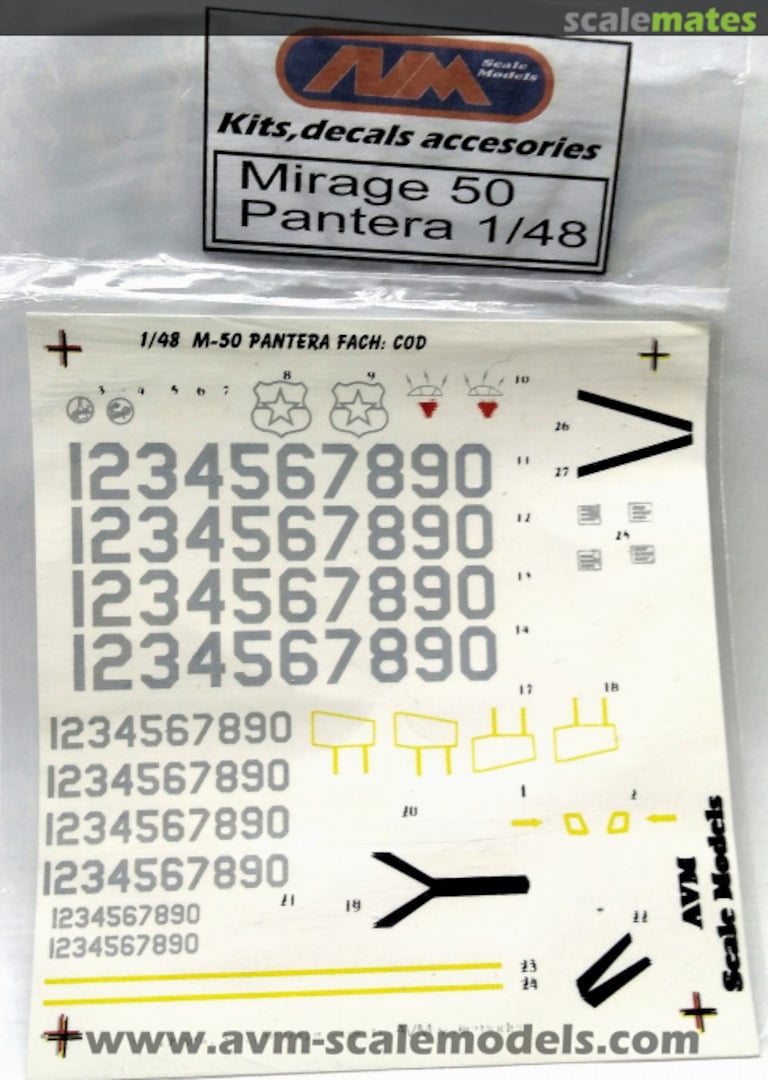 scalemates
AVM
Scale
Models
Kits,decals accesories
Mirage 50
Pantera 1/48
1/48 M-50 PANTERA FACH: COD
3 4 5 6 7 8 9 10
26
1234567890 11
27
1234567890 12
1234567890 13
1234567890 14
17 18
1234567890
1234567890
1 2
20
1234567890
1234567890
21 19
22
1234567890
1234567890
23
24
AVM
Scale Models
www.avm-scalemodels.com